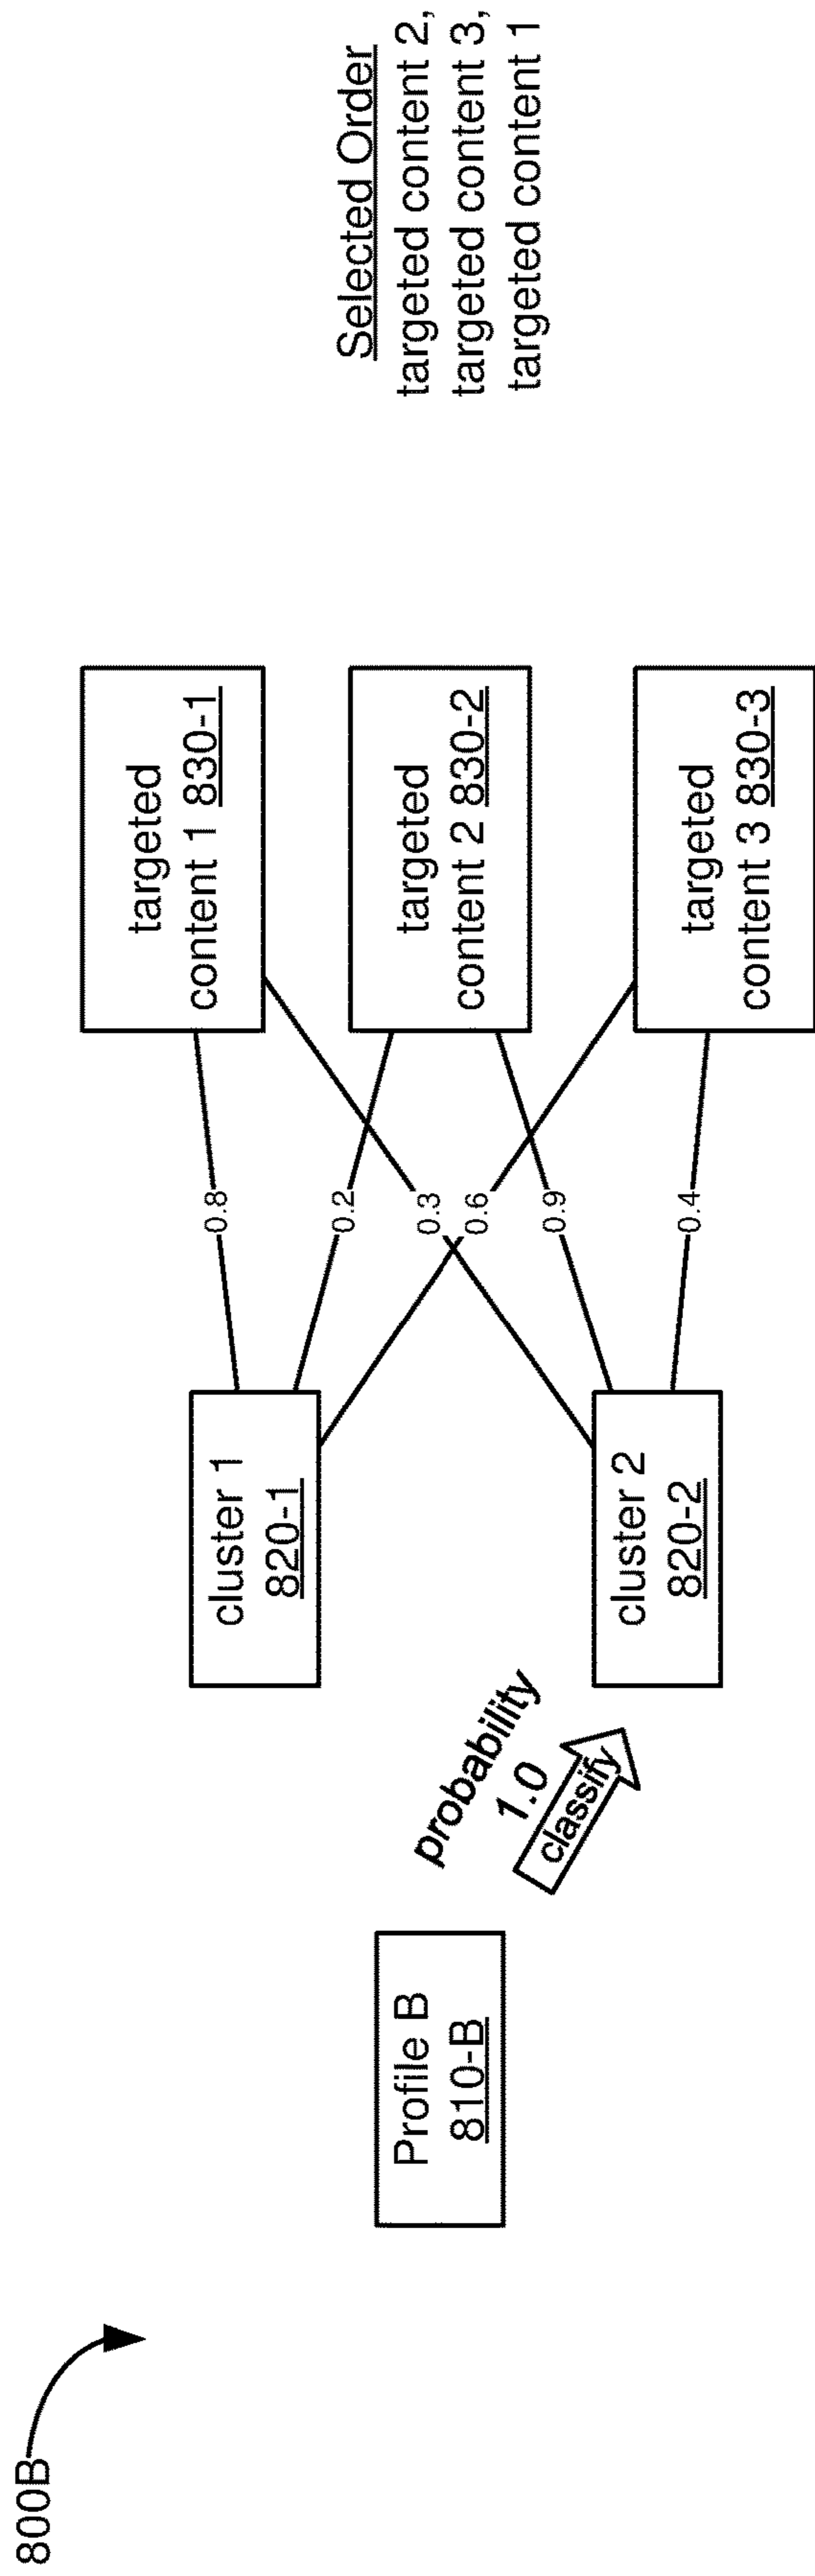 800B
Profile B
810-B
probability
1.0
classify
cluster 1
820-1
cluster 2
820-2
0.8
0.2
0.3
0.6
0.9
0.4
targeted
content 1 830-1
targeted
content 2 830-2
targeted
content 3 830-3
Selected Order
targeted content 2,
targeted content 3,
targeted content 1